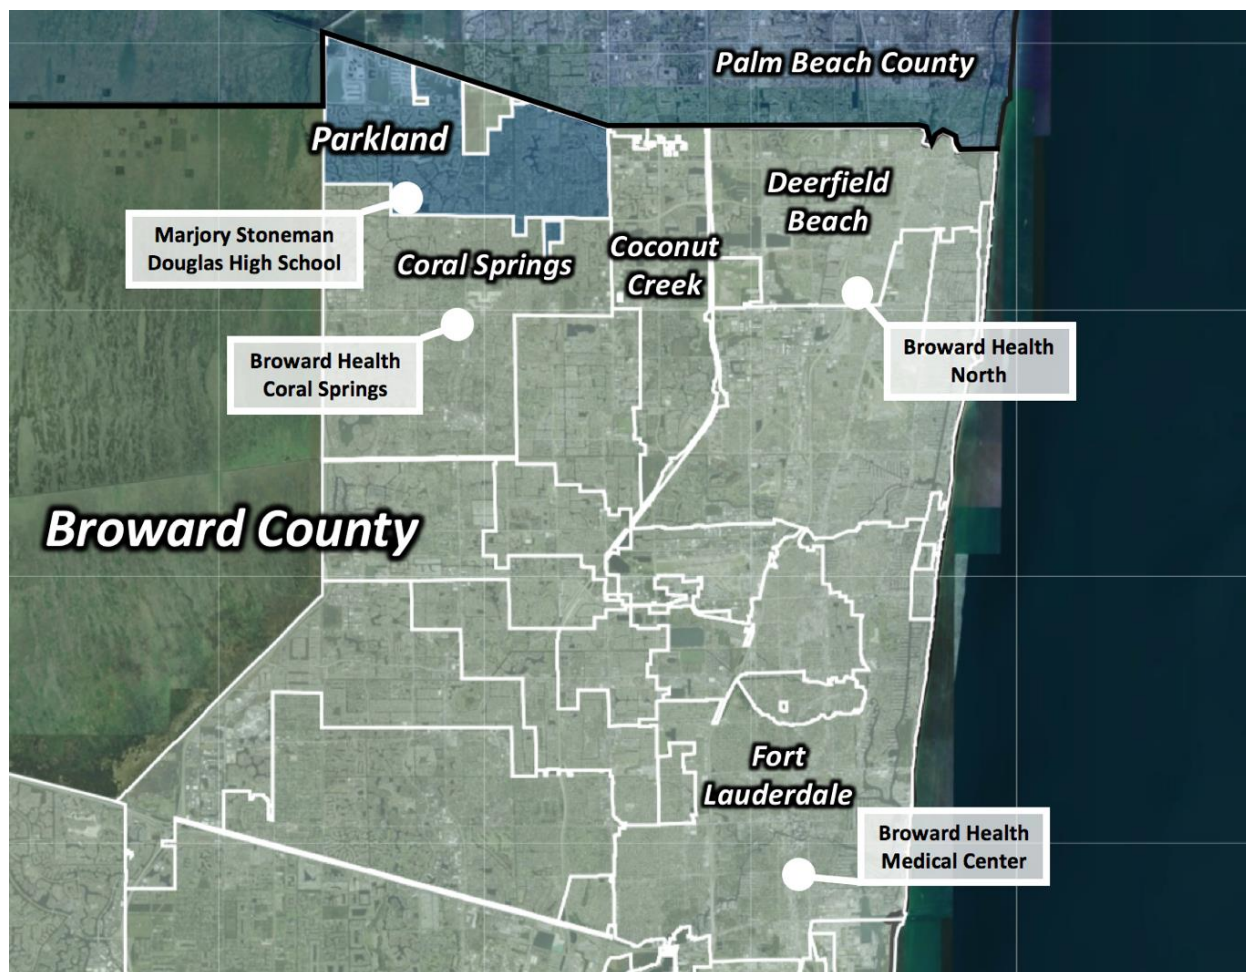 Palm Beach County
Parkland
Deerfield
Beach
Marjory Stoneman
Douglas High School
Coral Springs
Coconut
Creek
Broward Health
Coral Springs
Broward Health
North
Broward County
Fort
Lauderdale
Broward Health
Medical Center